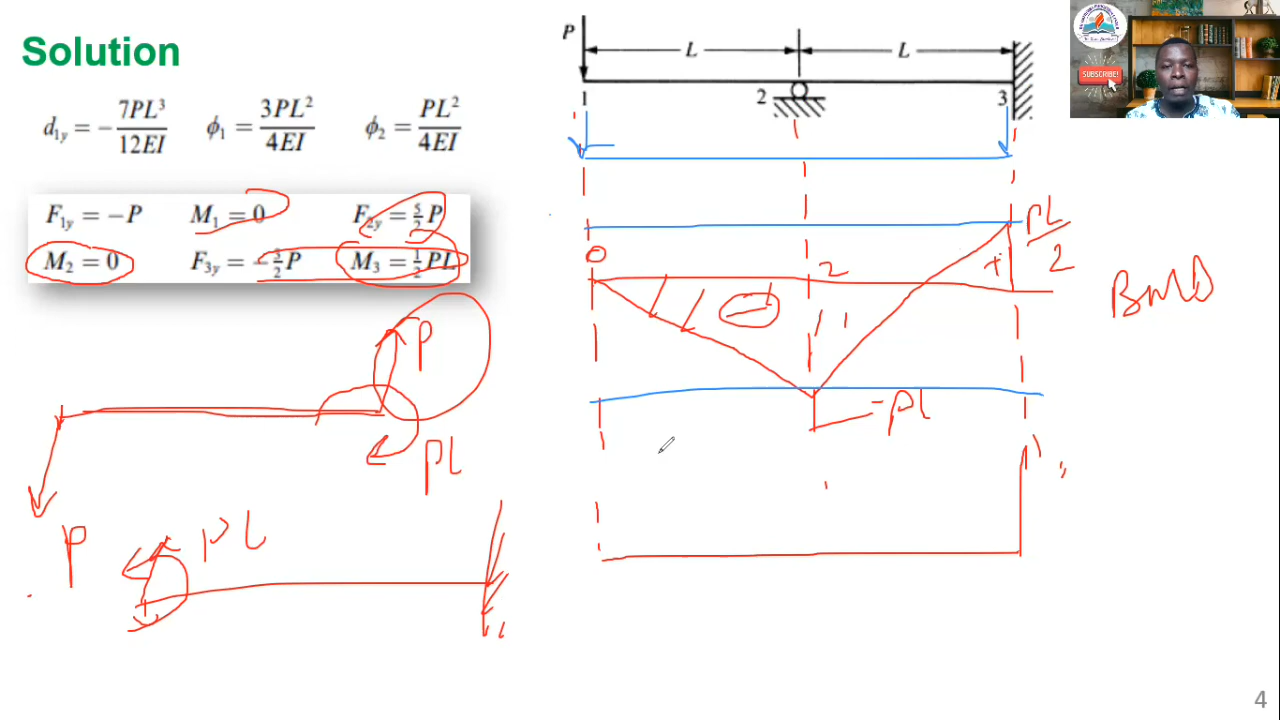 Solution
d₁y = -7PL³/12EI ϕ₁ = 3PL²/4EI ϕ₂ = PL²/4EI
F₁y = −P M₁ = 0 F₂y = 5/2 P
M₂ = 0 F₃y = −3/2 P M₃ = 1/2 PL
P
L L
1 2 3
SUBSCRIBE!
PL/2
0 2 +
BMD
-PL
P
PL
P
PL
4